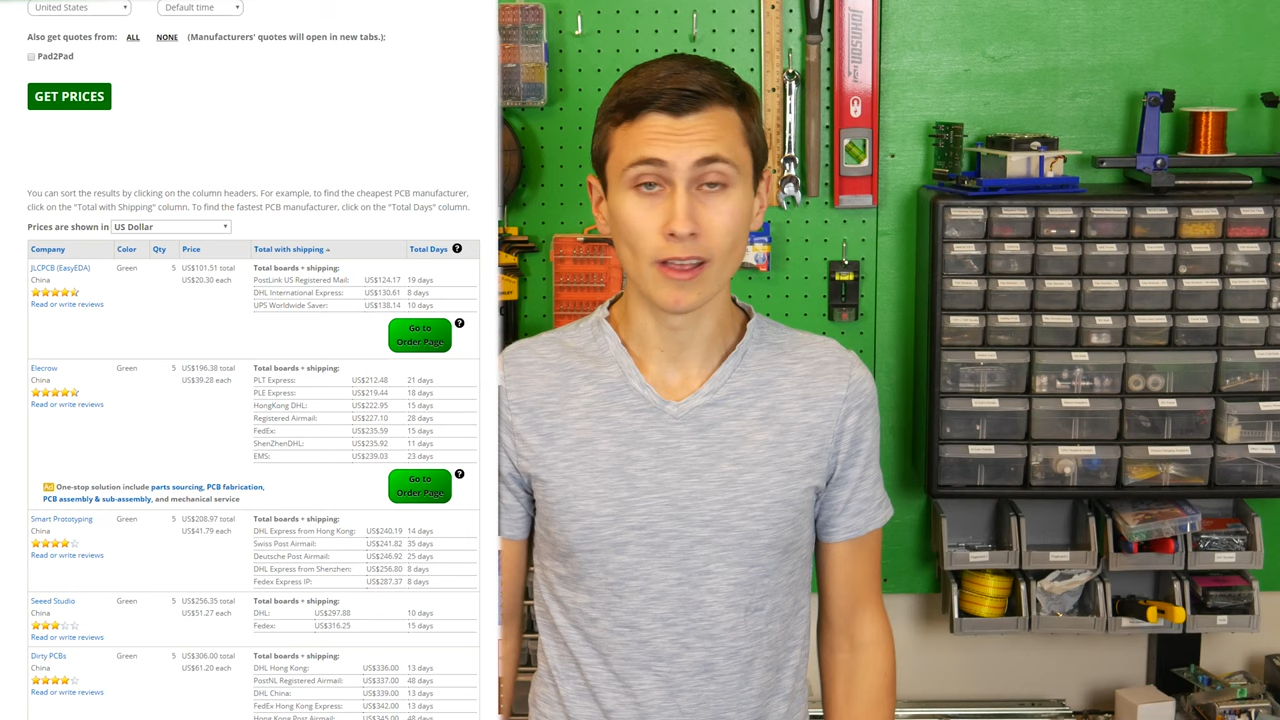 United States
Default time
Also get quotes from: ALL NONE (Manufacturers' quotes will open in new tabs.);
Pad2Pad
GET PRICES
You can sort the results by clicking on the column headers. For example, to find the cheapest PCB manufacturer,
click on the "Total with Shipping" column. To find the fastest PCB manufacturer, click on the "Total Days" column.
Prices are shown in US Dollar
Company Color Qty Price Total with shipping Total Days ?
JLCPCB (EasyEDA) Green 5 US$101.51 total Total boards + shipping:
China US$20.30 each PostLink US Registered Mail: US$124.17 19 days
DHL International Express: US$130.61 8 days
Read or write reviews UPS Worldwide Saver: US$138.14 10 days
Go to ?
Order Page
Elecrow Green 5 US$196.38 total Total boards + shipping:
China US$39.28 each PLT Express: US$212.48 21 days
PLE Express: US$219.44 18 days
Read or write reviews HongKong DHL: US$222.95 15 days
Registered Airmail: US$227.10 28 days
FedEx: US$235.59 15 days
ShenZhenDHL: US$235.92 11 days
EMS: US$239.03 23 days
Go to ?
Ad One-stop solution include parts sourcing, PCB fabrication,
Order Page
PCB assembly & sub-assembly, and mechanical service
Smart Prototyping Green 5 US$208.97 total Total boards + shipping:
China US$41.79 each DHL Express from Hong Kong: US$240.19 14 days
Swiss Post Airmail: US$241.82 35 days
Read or write reviews Deutsche Post Airmail: US$246.92 25 days
DHL Express from Shenzhen: US$256.80 8 days
Fedex Express IP: US$287.37 8 days
Seeed Studio Green 5 US$256.35 total Total boards + shipping:
China US$51.27 each DHL: US$297.88 10 days
Fedex: US$316.25 15 days
Read or write reviews
Dirty PCBs Green 5 US$306.00 total Total boards + shipping:
China US$61.20 each DHL Hong Kong: US$336.00 13 days
PostNL Registered Airmail: US$337.00 48 days
Read or write reviews DHL China: US$339.00 13 days
FedEx Hong Kong Express: US$342.00 13 days
Hong Kong Post Airmail: US$345.00 48 days
JOHNSON